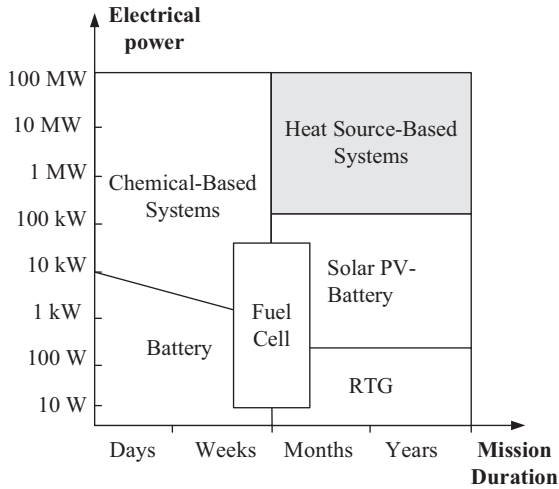 Electrical
power
100 MW
10 MW
1 MW
100 kW
10 kW
1 kW
100 W
10 W
Heat Source-Based
Systems
Chemical-Based
Systems
Solar PV-
Battery
Fuel
Cell
Battery
RTG
Days
Weeks
Months
Years
Mission
Duration